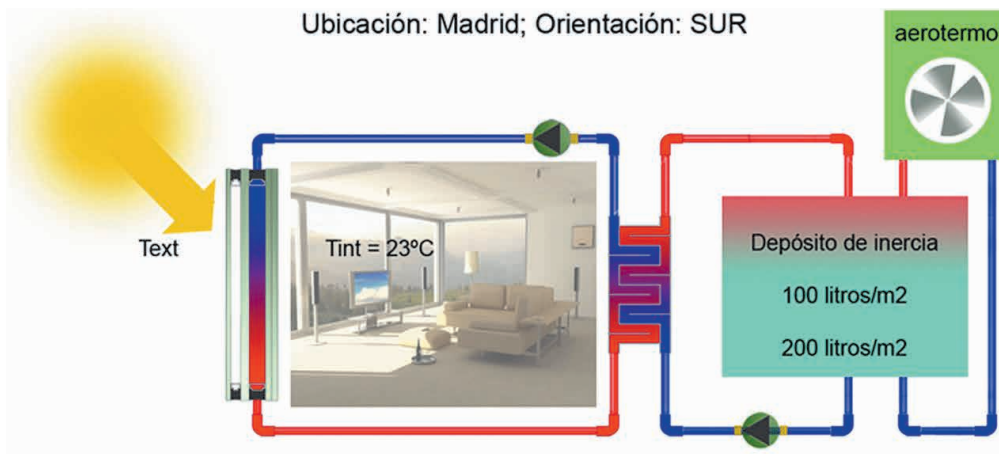 Ubicación: Madrid; Orientación: SUR
aerotermo
Text
Tint = 23ºC
Depósito de inercia
100 litros/m2
200 litros/m2